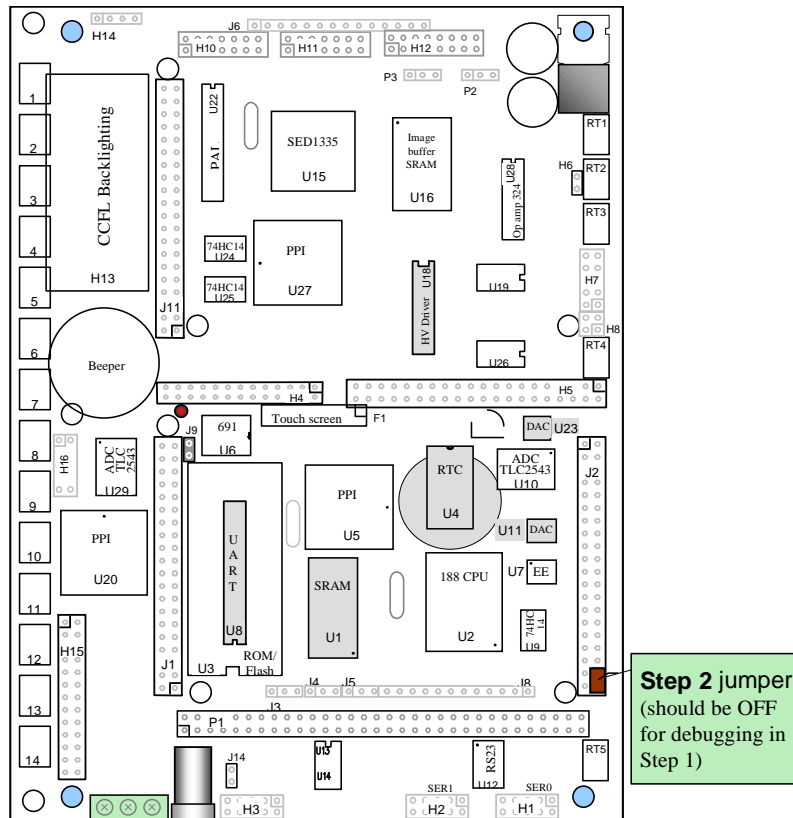 J6
H14
H10
H11
H12
P3
P2
1
2
3
4
5
6
7
8
9
10
11
12
13
14
CCFL Backlighting
H13
U22
PAL
SED1335
U15
Image
buffer
SRAM
U16
U28
Op amp 324
RT1
H6
RT2
RT3
74HC14
U24
74HC14
U25
PPI
U27
U18
HV Driver
U19
H7
H8
J11
Beeper
U26
RT4
H4
H5
Touch screen
F1
J9
691
U6
DAC
U23
H16
ADC
TLC
2543
U29
ADC
TLC2543
U10
J2
RTC
U4
PPI
U5
UART
U8
U11
DAC
PPI
U20
SRAM
U1
188 CPU
U2
U7
EE
74HC
14
U9
H15
J1
U3
ROM/
Flash
J4
J5
J8
J3
P1
Step 2 jumper
(should be OFF
for debugging in
Step 1)
J14
U13
U14
RS23
U12
RT5
SER1
SER0
H3
H2
H1